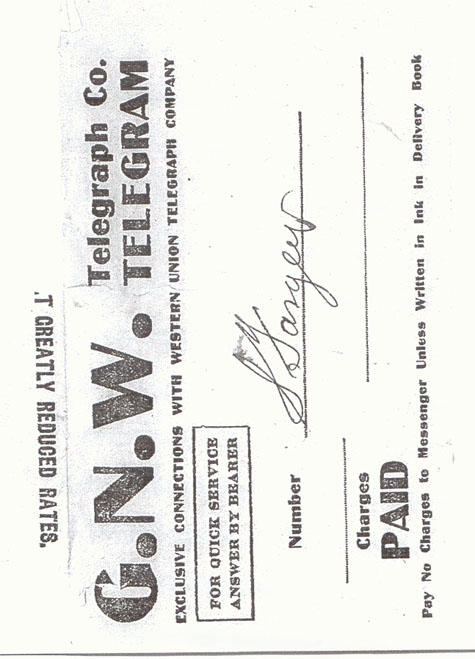 .T GREATLY REDUCED RATES.
G.N.W. Telegraph Co.
TELEGRAM
EXCLUSIVE CONNECTIONS WITH WESTERN UNION TELEGRAPH COMPANY
FOR QUICK SERVICE
ANSWER BY BEARER
Number
Charges
PAID
Pay No Charges to Messenger Unless Written in Ink in Delivery Book